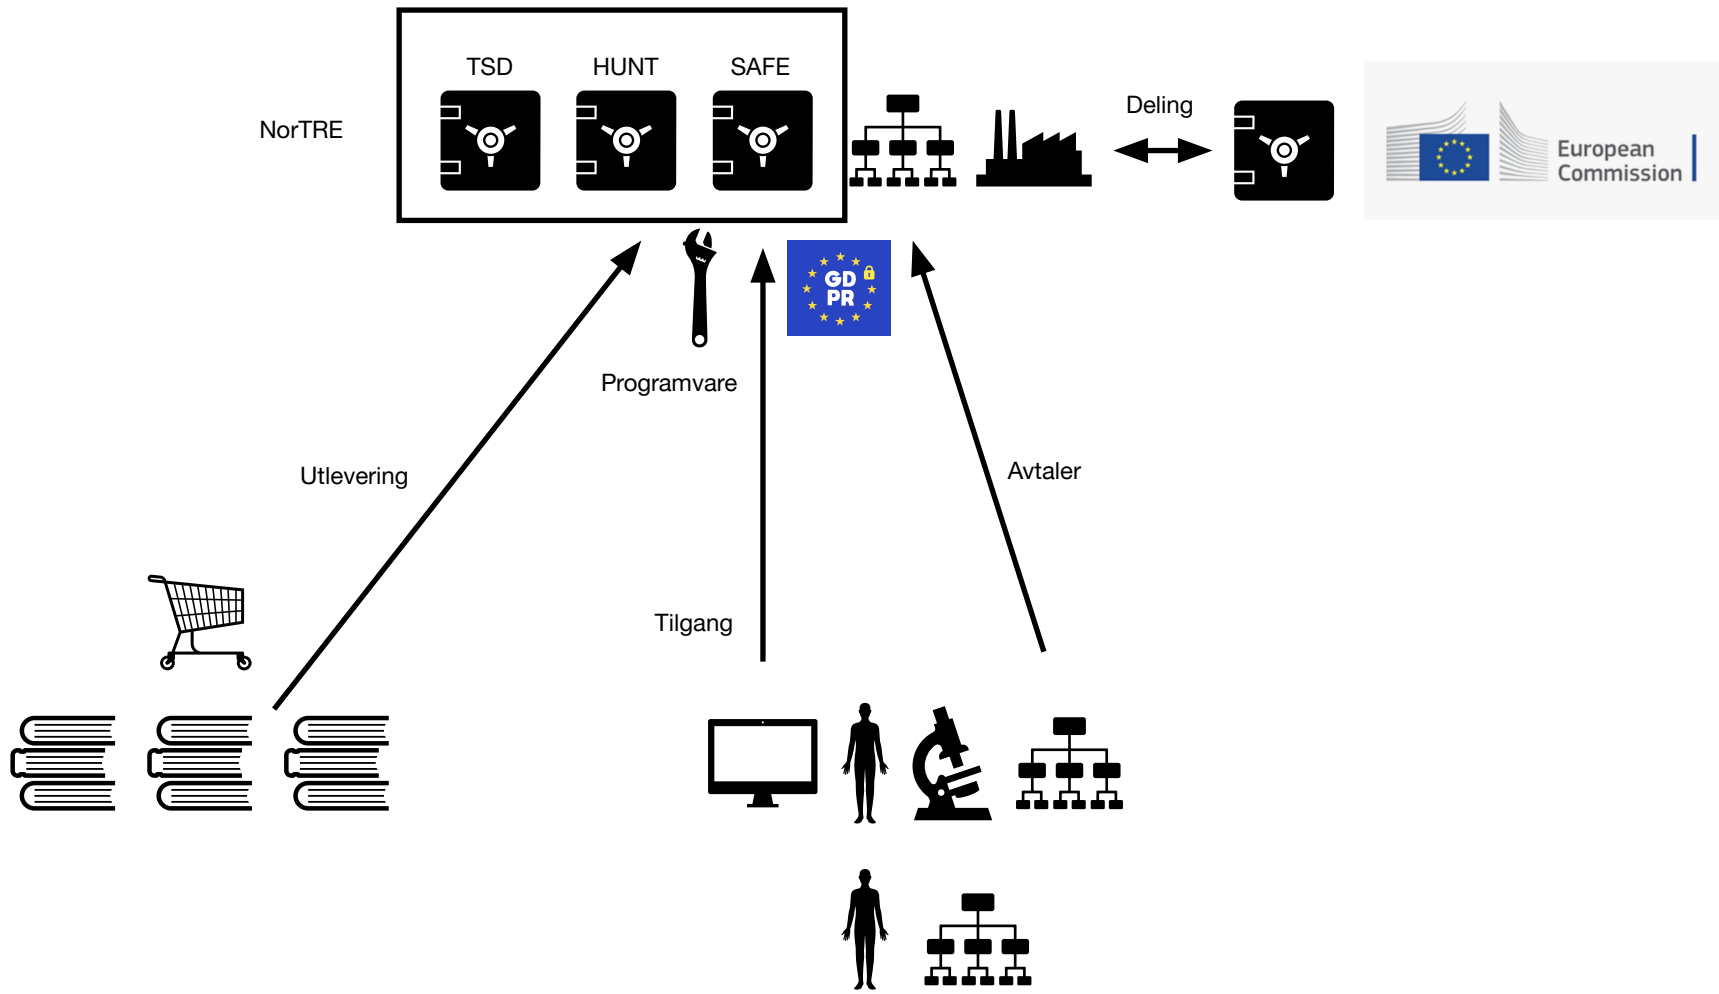 TSD
HUNT
SAFE
NorTRE
Deling
European
Commission
GD
PR
Programvare
Utlevering
Avtaler
Tilgang